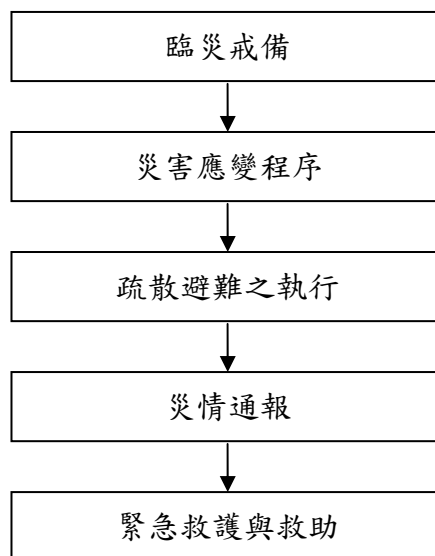 臨災戒備
災害應變程序
疏散避難之執行
災情通報
緊急救護與救助